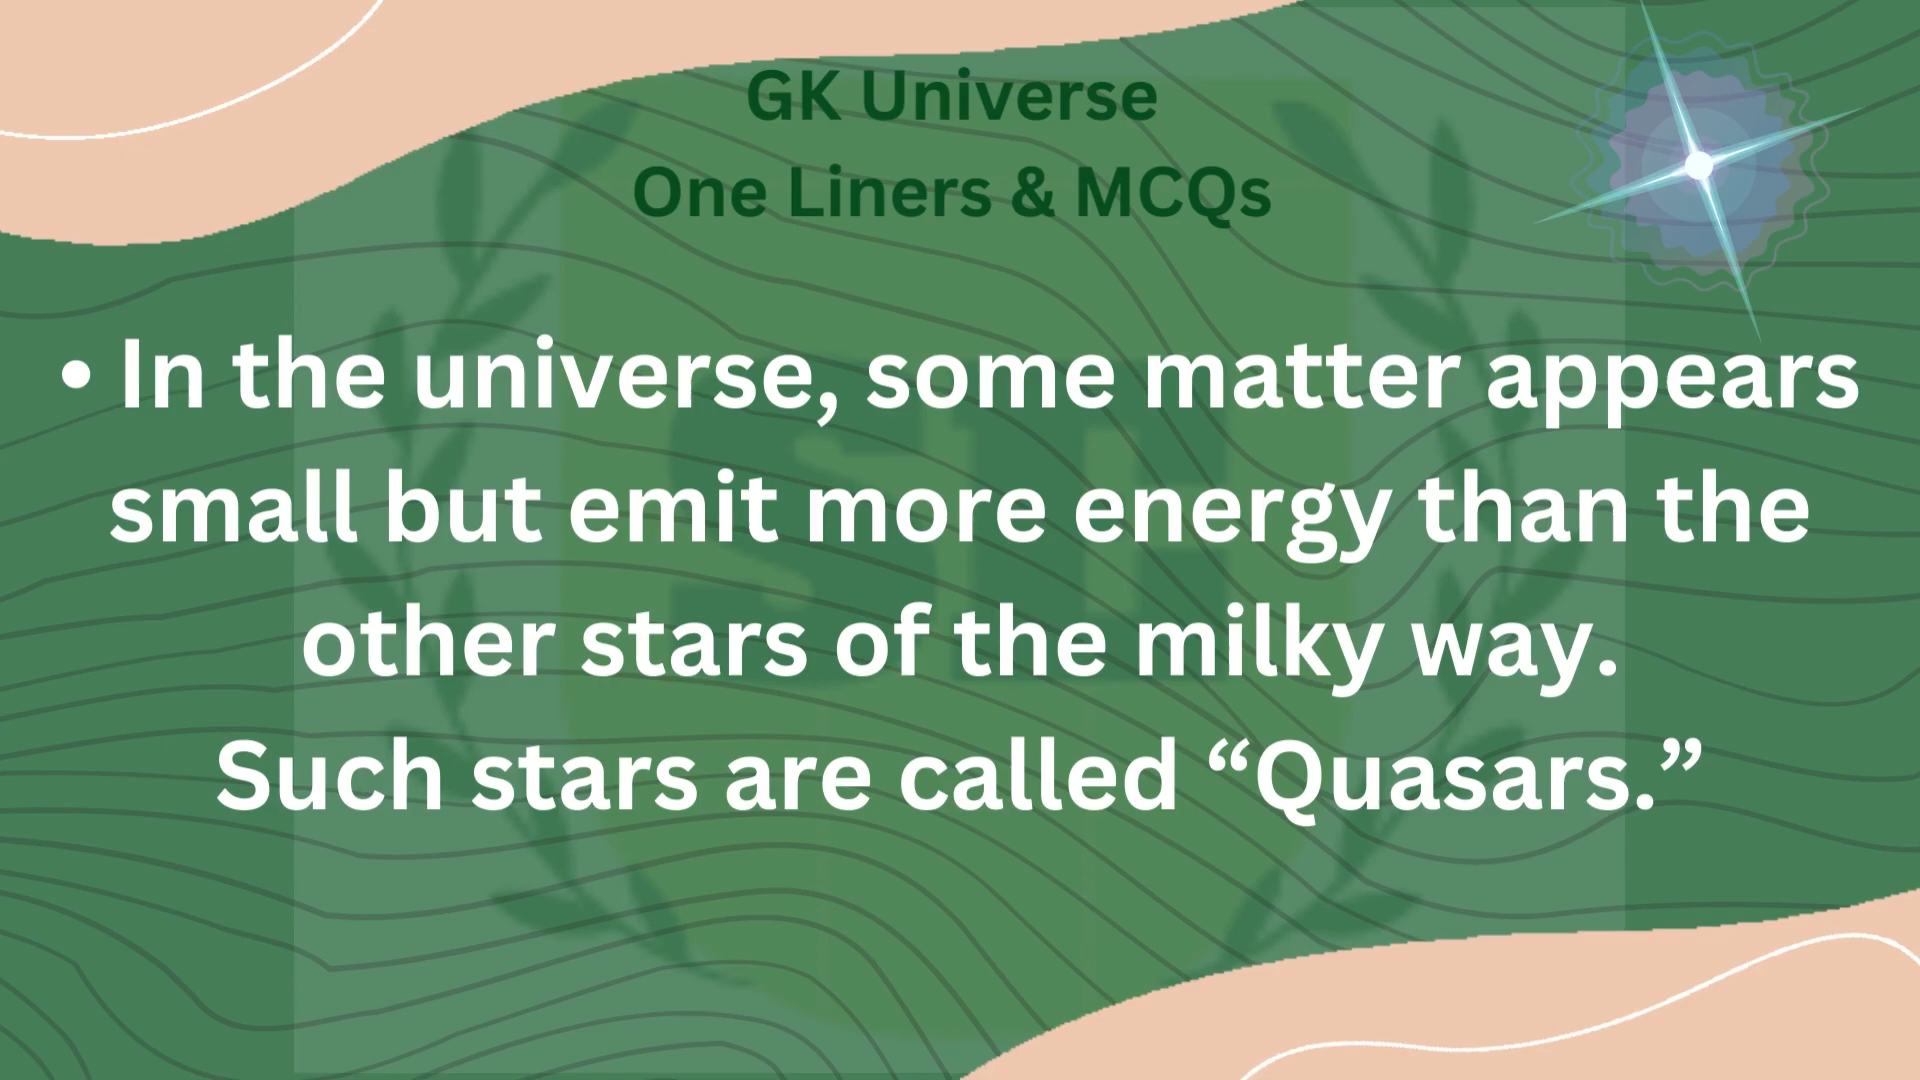 GK Universe
One Liners & MCQs
• In the universe, some matter appears
small but emit more energy than the
other stars of the milky way.
Such stars are called “Quasars.”